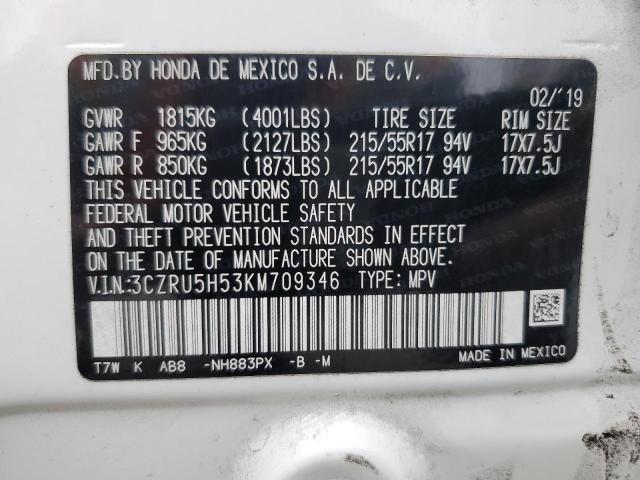 MFD. BY HONDA DE MEXICO S.A. DE C.V.
02/'19
GVWR 1815KG (4001LBS) TIRE SIZE RIM SIZE
GAWR F 965KG (2127LBS) 215/55R17 94V 17X7.5J
GAWR R 850KG (1873LBS) 215/55R17 94V 17X7.5J
THIS VEHICLE CONFORMS TO ALL APPLICABLE
FEDERAL MOTOR VEHICLE SAFETY
AND THEFT PREVENTION STANDARDS IN EFFECT
ON THE DATE OF MANUFACTURE SHOWN ABOVE.
V.I.N.:3CZRU5H53KM709346 TYPE: MPV
T7W K AB8 -NH883PX -B -M
MADE IN MEXICO